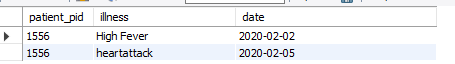 patient_pid illness date
1556 High Fever 2020-02-02
1556 heartattack 2020-02-05